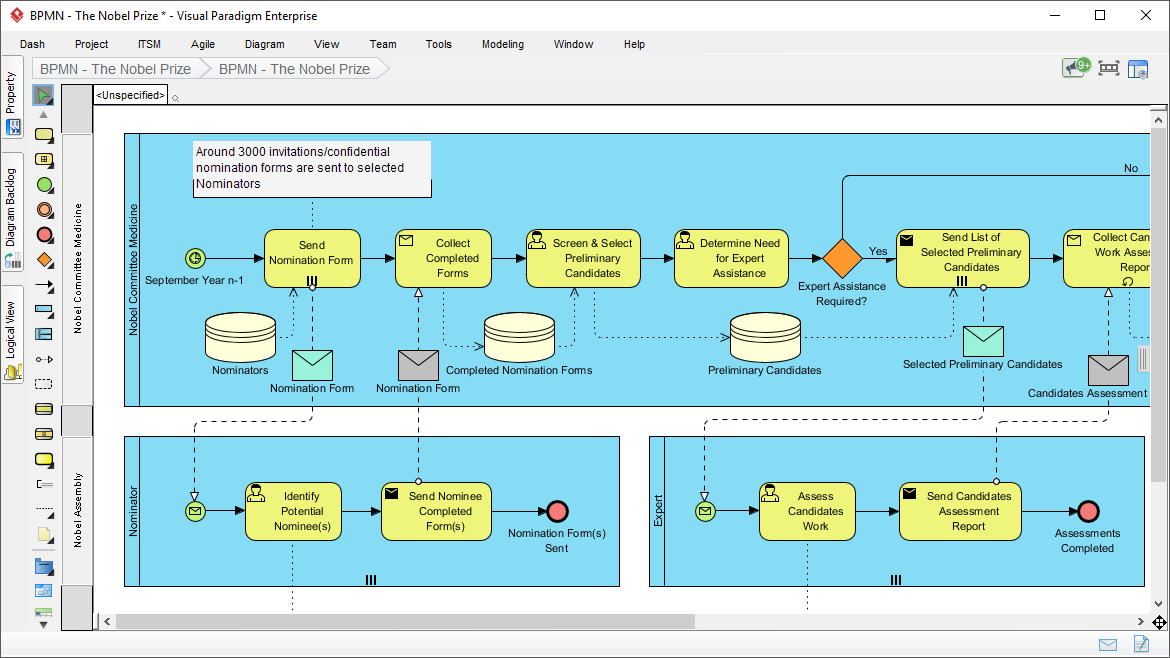 BPMN - The Nobel Prize * - Visual Paradigm Enterprise
Dash Project ITSM Agile Diagram View Team Tools Modeling Window Help
BPMN - The Nobel Prize BPMN - The Nobel Prize
9+
Property
Diagram Backlog
Logical View
<Unspecified>
Nobel Committee Medicine
Nobel Assembly
Nobel Committee Medicine
Around 3000 invitations/confidential
nomination forms are sent to selected
Nominators
No
September Year n-1
Send
Nomination Form
Collect
Completed
Forms
Screen & Select
Preliminary
Candidates
Determine Need
for Expert
Assistance
Yes
Expert Assistance
Required?
Send List of
Selected Preliminary
Candidates
Collect Can
Work Asses
Repor
Nominators
Nomination Form
Nomination Form
Completed Nomination Forms
Preliminary Candidates
Selected Preliminary Candidates
Candidates Assessment
Nominator
Identify
Potential
Nominee(s)
Send Nominee
Completed
Form(s)
Nomination Form(s)
Sent
Expert
Assess
Candidates
Work
Send Candidates
Assessment
Report
Assessments
Completed